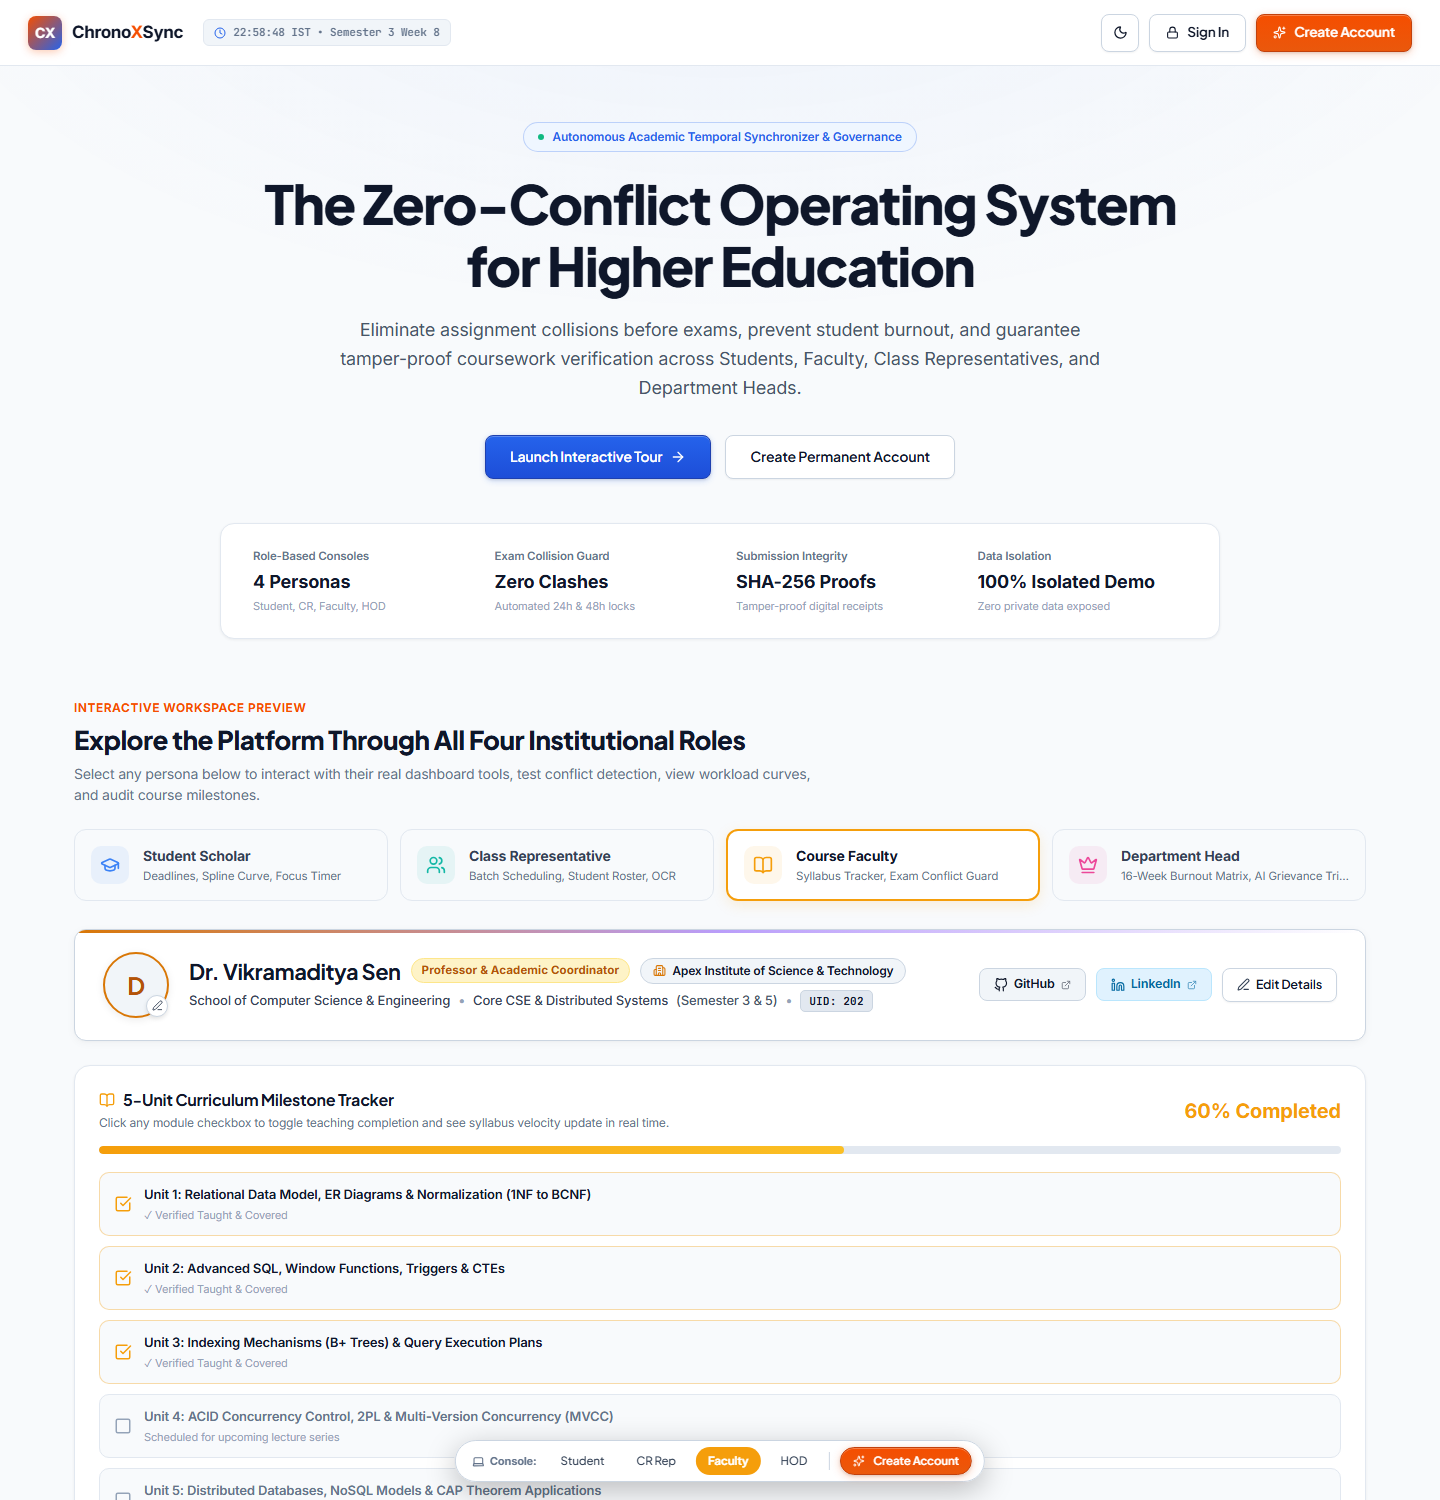 CX ChronoXSync 22:58:48 IST • Semester 3 Week 8 Sign In Create Account
Autonomous Academic Temporal Synchronizer & Governance
The Zero-Conflict Operating System
for Higher Education
Eliminate assignment collisions before exams, prevent student burnout, and guarantee
tamper-proof coursework verification across Students, Faculty, Class Representatives, and
Department Heads.
Launch Interactive Tour → Create Permanent Account
Role-Based Consoles
4 Personas
Student, CR, Faculty, HOD
Exam Collision Guard
Zero Clashes
Automated 24h & 48h locks
Submission Integrity
SHA-256 Proofs
Tamper-proof digital receipts
Data Isolation
100% Isolated Demo
Zero private data exposed
INTERACTIVE WORKSPACE PREVIEW
Explore the Platform Through All Four Institutional Roles
Select any persona below to interact with their real dashboard tools, test conflict detection, view workload curves,
and audit course milestones.
Student Scholar
Deadlines, Spline Curve, Focus Timer
Class Representative
Batch Scheduling, Student Roster, OCR
Course Faculty
Syllabus Tracker, Exam Conflict Guard
Department Head
16-Week Burnout Matrix, AI Grievance Tri...
D
Dr. Vikramaditya Sen Professor & Academic Coordinator Apex Institute of Science & Technology
School of Computer Science & Engineering • Core CSE & Distributed Systems (Semester 3 & 5) • UID: 202
GitHub LinkedIn Edit Details
5-Unit Curriculum Milestone Tracker
Click any module checkbox to toggle teaching completion and see syllabus velocity update in real time.
60% Completed
Unit 1: Relational Data Model, ER Diagrams & Normalization (1NF to BCNF)
✓ Verified Taught & Covered
Unit 2: Advanced SQL, Window Functions, Triggers & CTEs
✓ Verified Taught & Covered
Unit 3: Indexing Mechanisms (B+ Trees) & Query Execution Plans
✓ Verified Taught & Covered
Unit 4: ACID Concurrency Control, 2PL & Multi-Version Concurrency (MVCC)
Scheduled for upcoming lecture series
Console: Student CR Rep Faculty HOD Create Account
Unit 5: Distributed Databases, NoSQL Models & CAP Theorem Applications